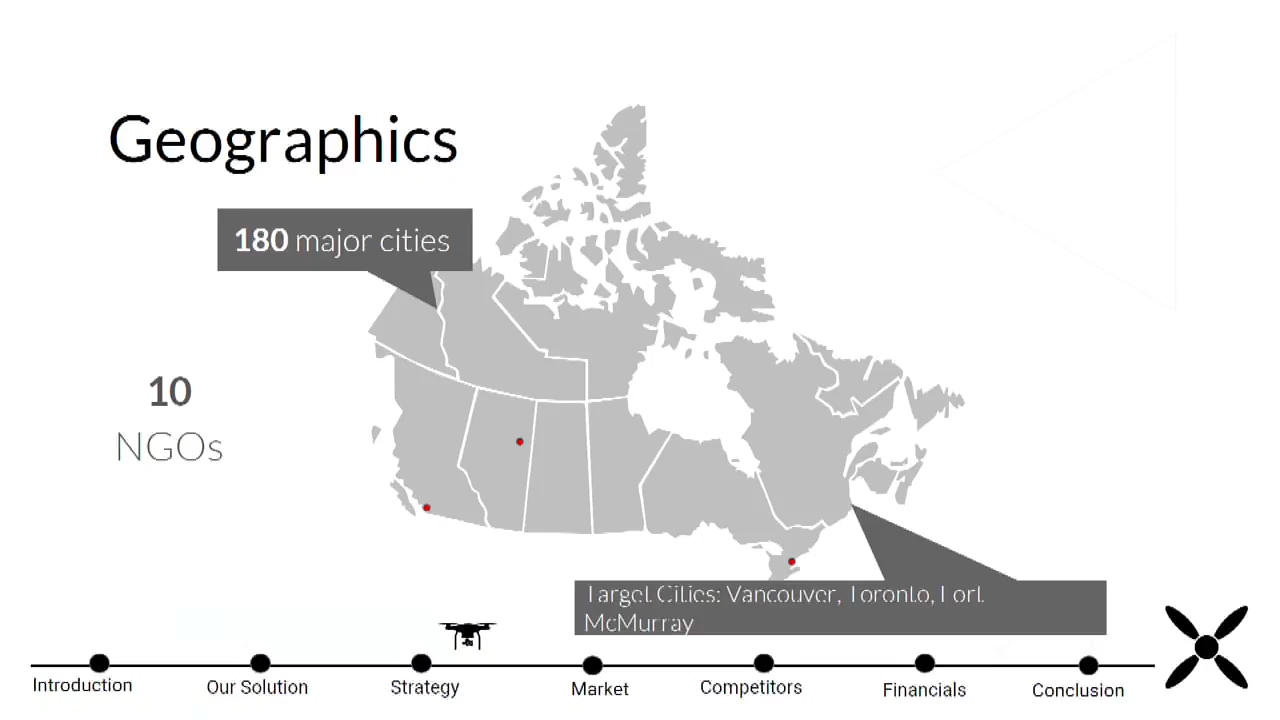 Geographics
180 major cities
10
NGOs
Target Cities: Vancouver, Toronto, Fort
McMurray
Introduction
Our Solution
Strategy
Market
Competitors
Financials
Conclusion